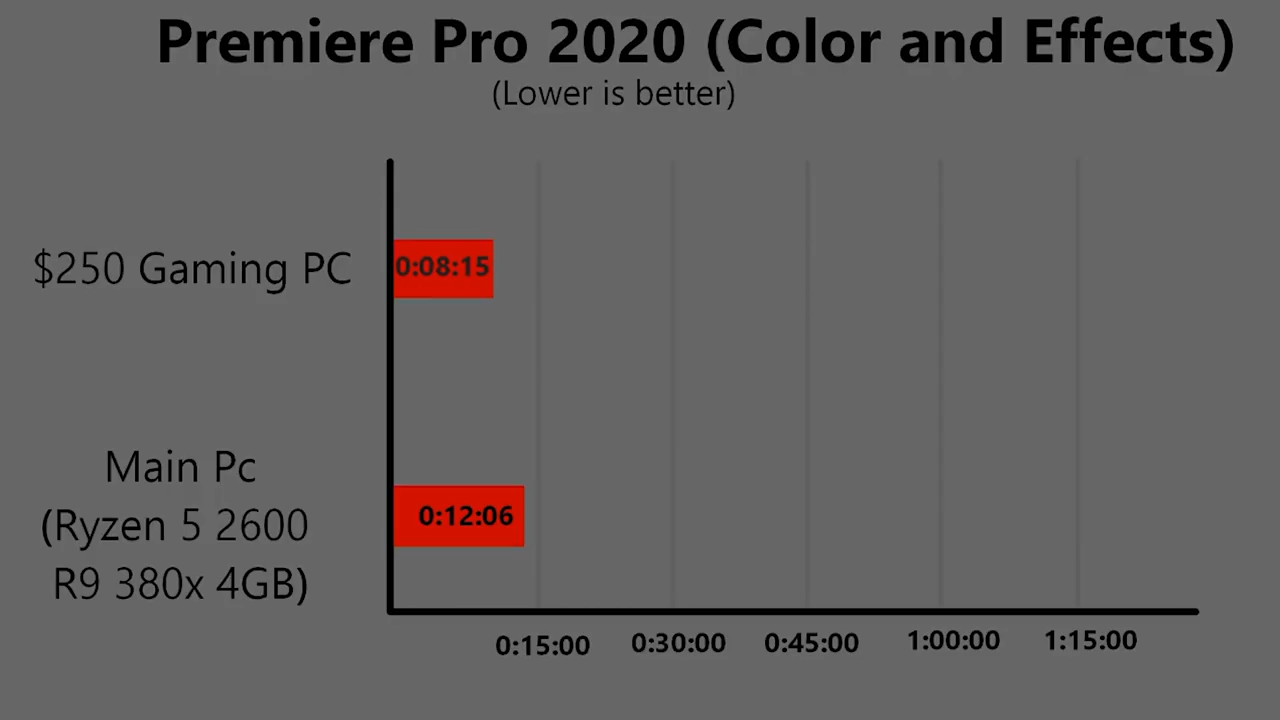 Premiere Pro 2020 (Color and Effects)
(Lower is better)
$250 Gaming PC
0:08:15
Main Pc
(Ryzen 5 2600
R9 380x 4GB)
0:12:06
0:15:00 0:30:00 0:45:00 1:00:00 1:15:00